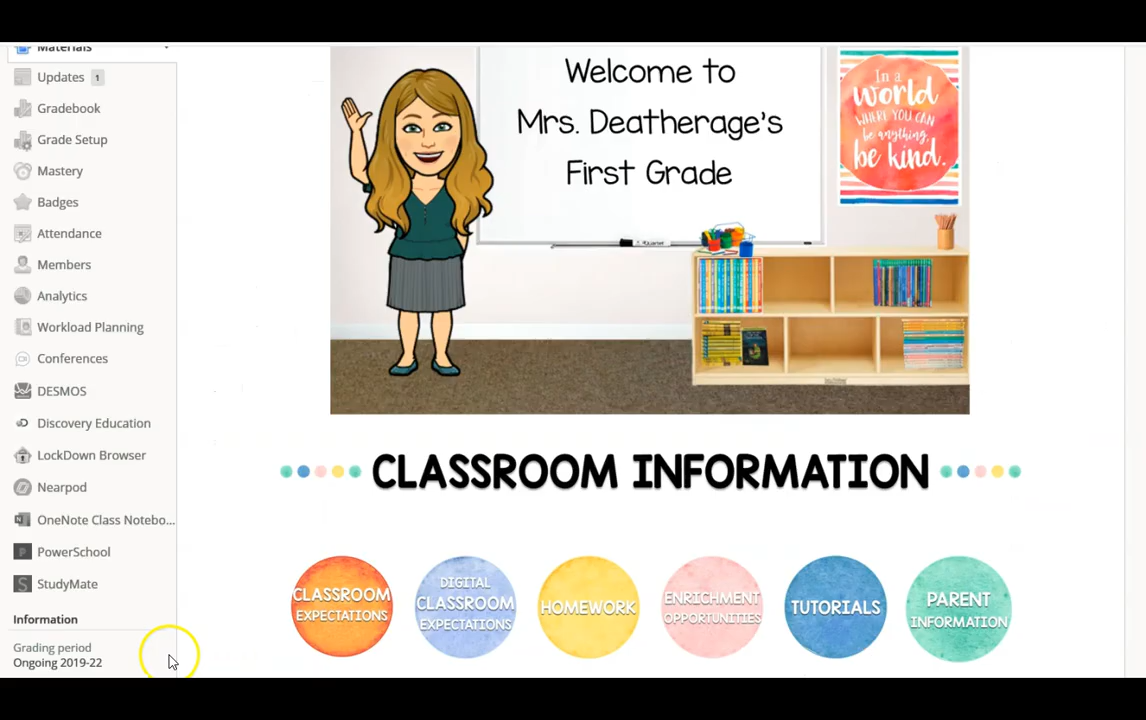 Materials
Updates 1
Gradebook
Grade Setup
Mastery
Badges
Attendance
Members
Analytics
Workload Planning
Conferences
DESMOS
Discovery Education
LockDown Browser
Nearpod
OneNote Class Notebo...
PowerSchool
StudyMate
Information
Grading period
Ongoing 2019-22
Welcome to
Mrs. Deatherage's
First Grade
In a
world
WHERE YOU CAN
be anything,
be kind.
CLASSROOM INFORMATION
CLASSROOM
EXPECTATIONS
DIGITAL
CLASSROOM
EXPECTATIONS
HOMEWORK
ENRICHMENT
OPPORTUNITIES
TUTORIALS
PARENT
INFORMATION